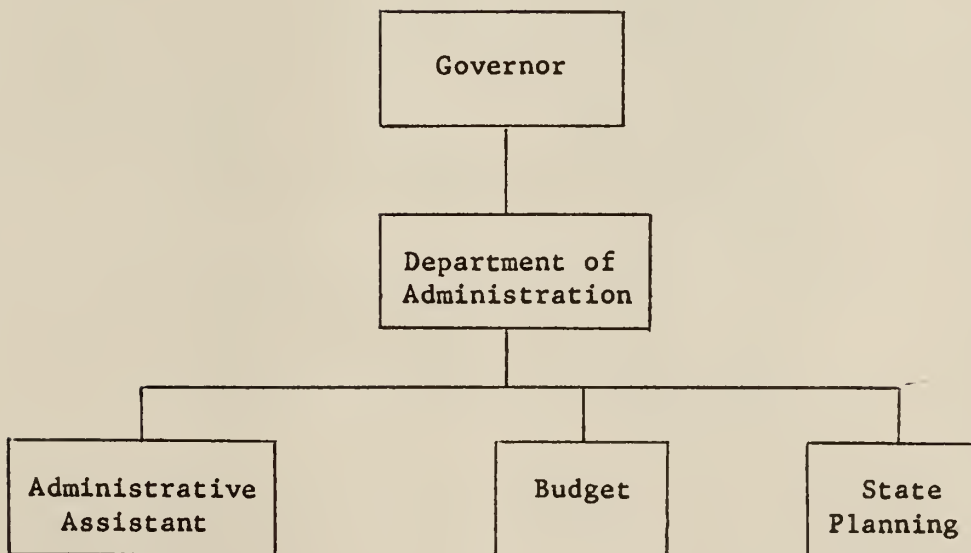 Governor
Department of
Administration
Administrative
Assistant
Budget
State
Planning